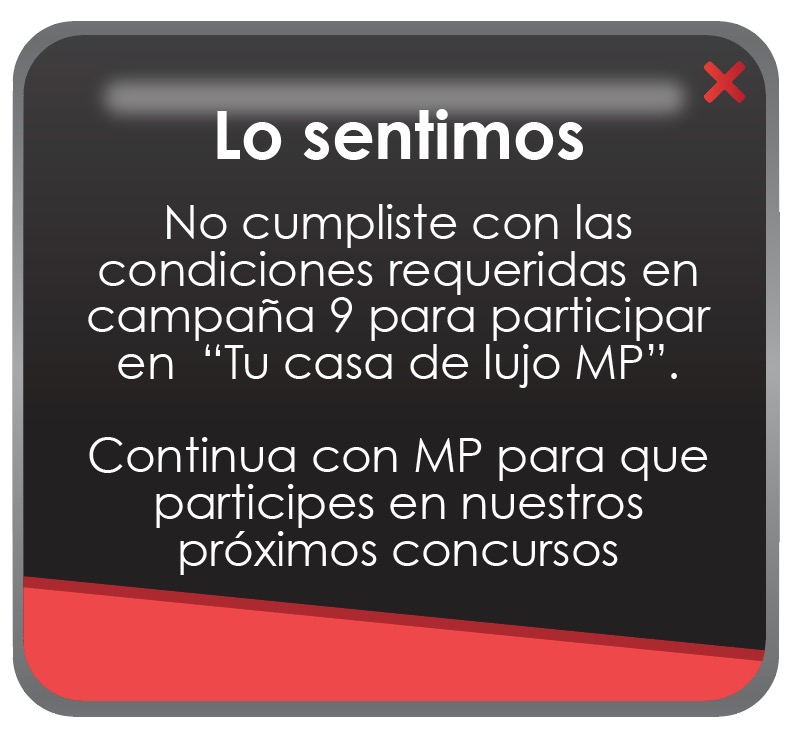 Lo sentimos
No cumpliste con las
condiciones requeridas en
campaña 9 para participar
en “Tu casa de lujo MP”.
Continua con MP para que
participes en nuestros
próximos concursos